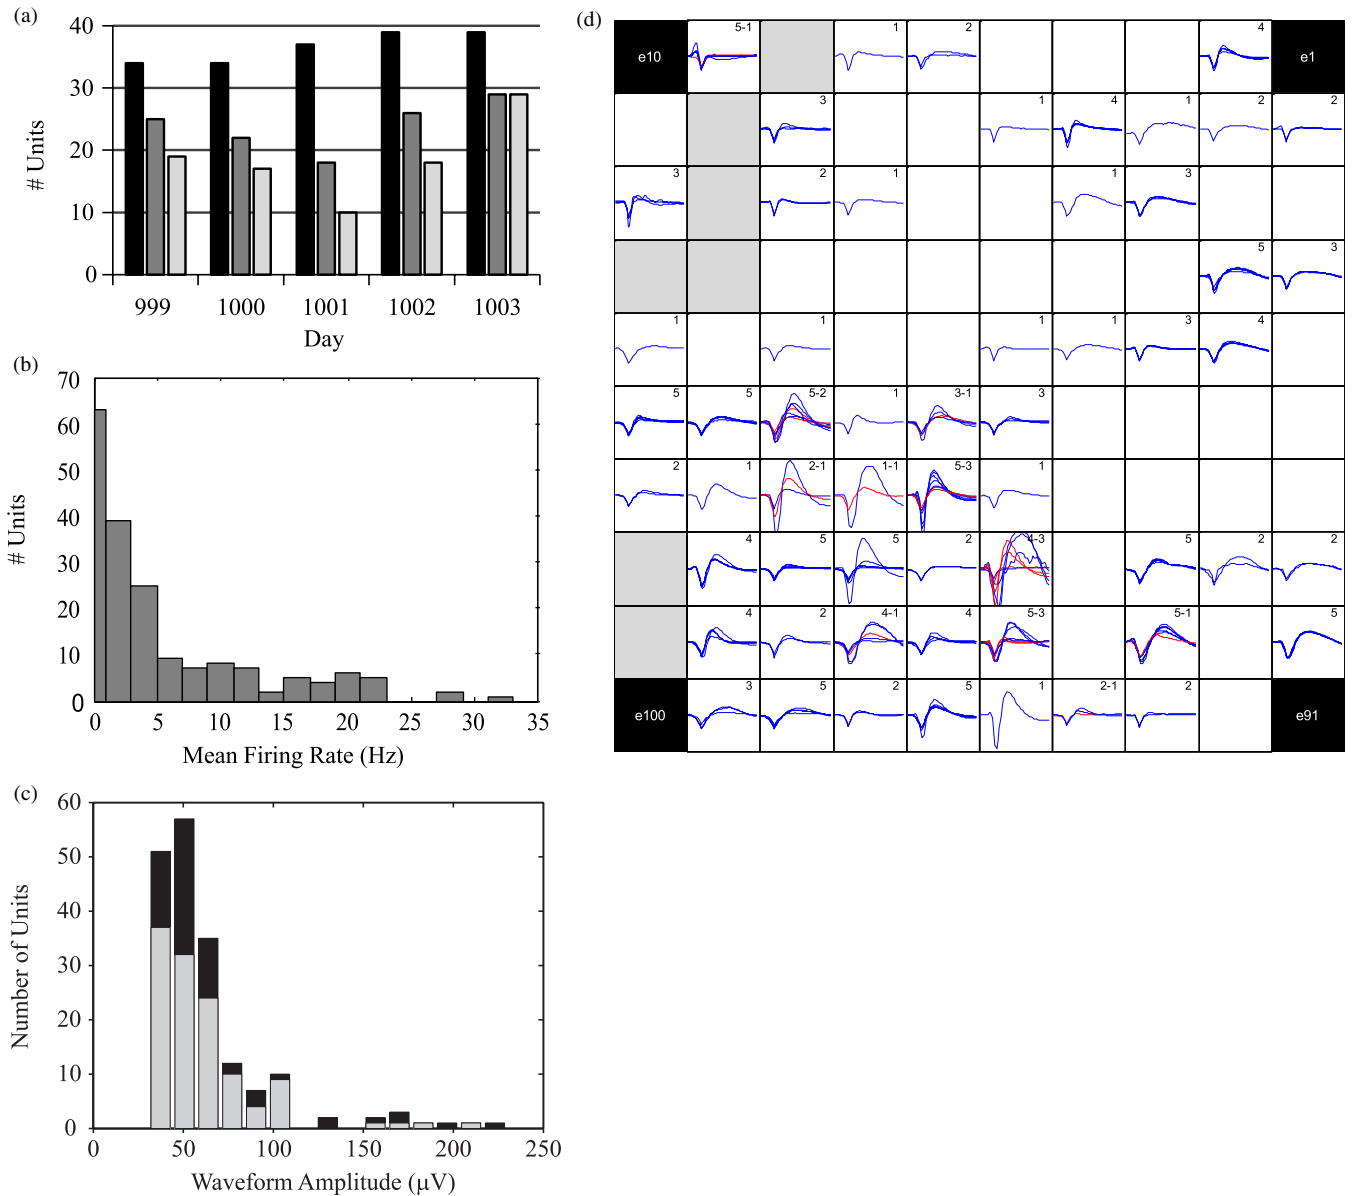 (a)
40
30
20
10
0
# Units
999 1000 1001 1002 1003
Day
(b)
70
60
50
40
30
20
10
0
# Units
0 5 10 15 20 25 30 35
Mean Firing Rate (Hz)
(c)
60
50
40
30
20
10
0
Number of Units
0 50 100 150 200 250
Waveform Amplitude (μV)
(d)
e10 5-1 1 2 4 e1
3 1 4 1 2 2
3 2 1 1 3
5 3
1 1 1 1 3 4
5 5 5-2 1 3-1 3
2 1 2-1 1-1 5-3 1
4 5 5 2 4-3 5 2 2
4 2 4-1 4 5-3 5-1 5
e100 3 5 2 5 1 2-1 2 e91